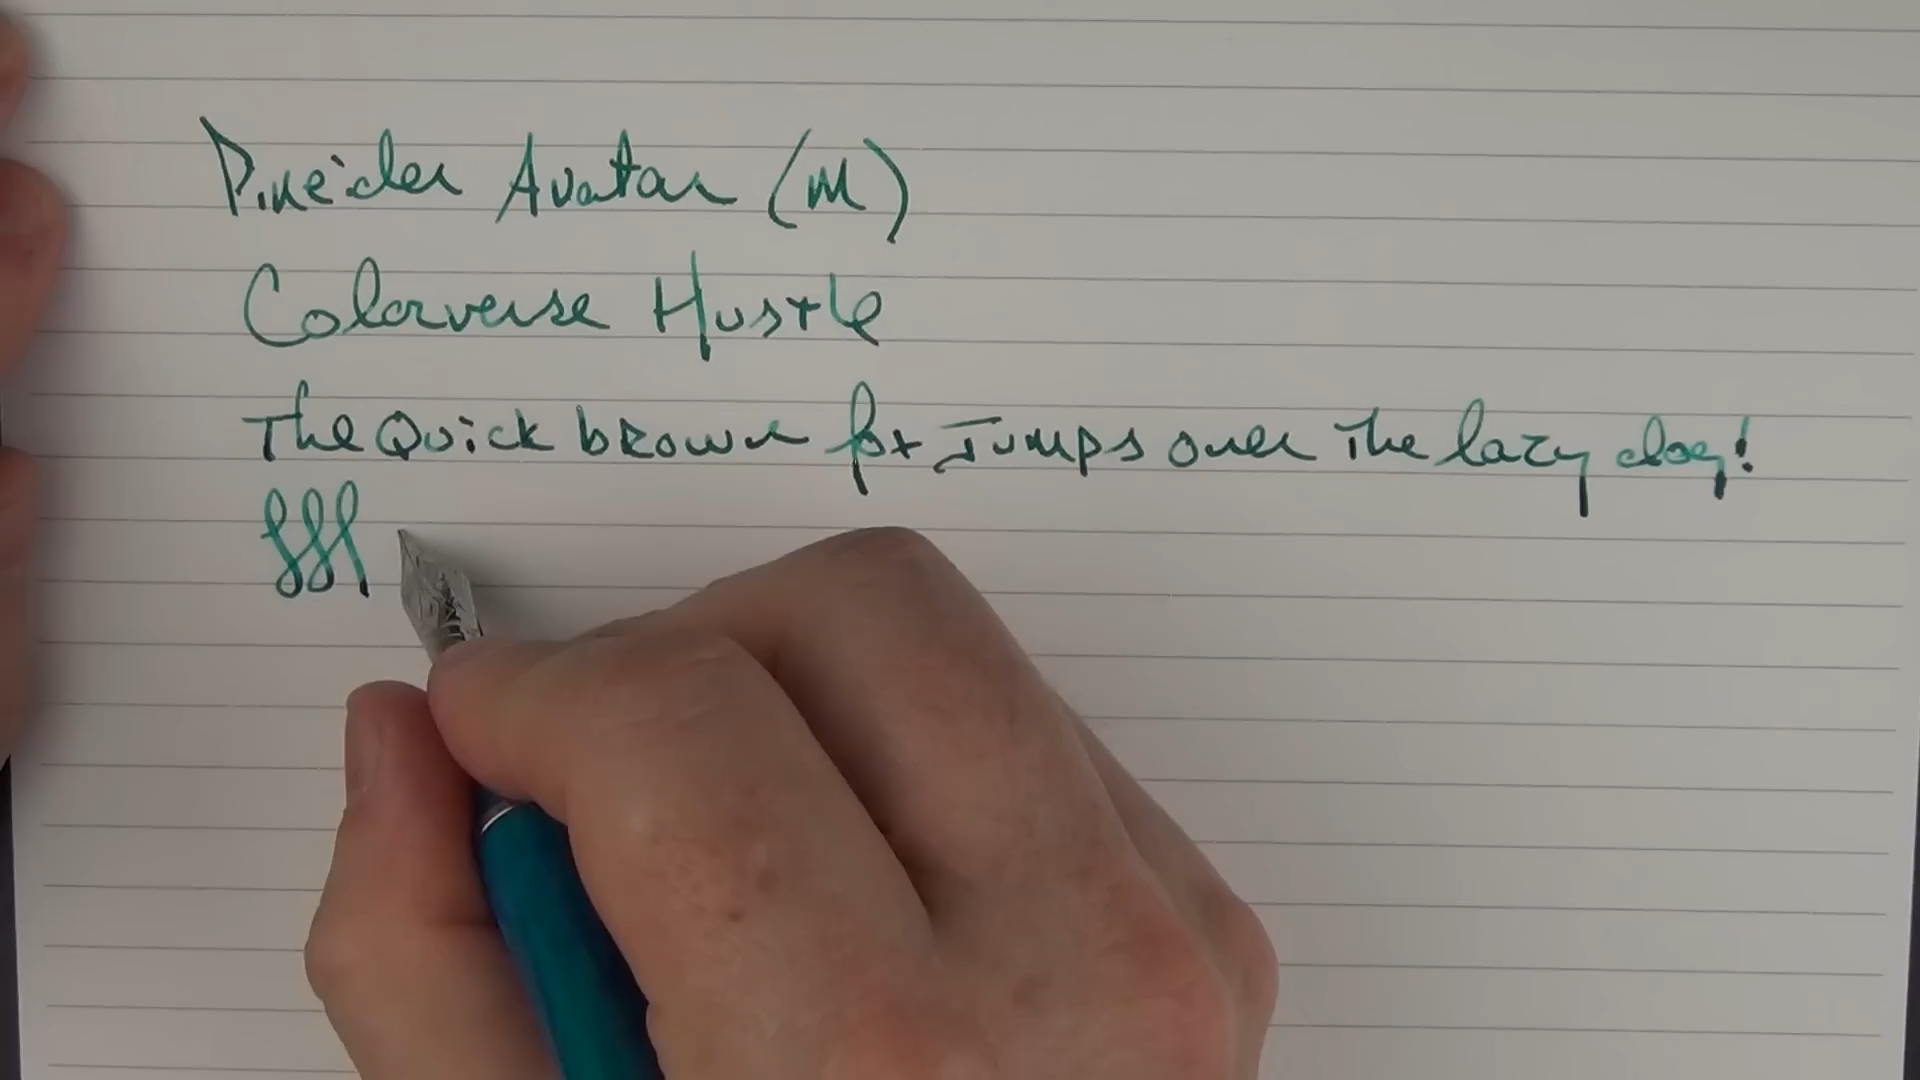 Pineider Avatar (M)
Colorverse Hustle
The Quick brown fox Jumps over The lazy dog!